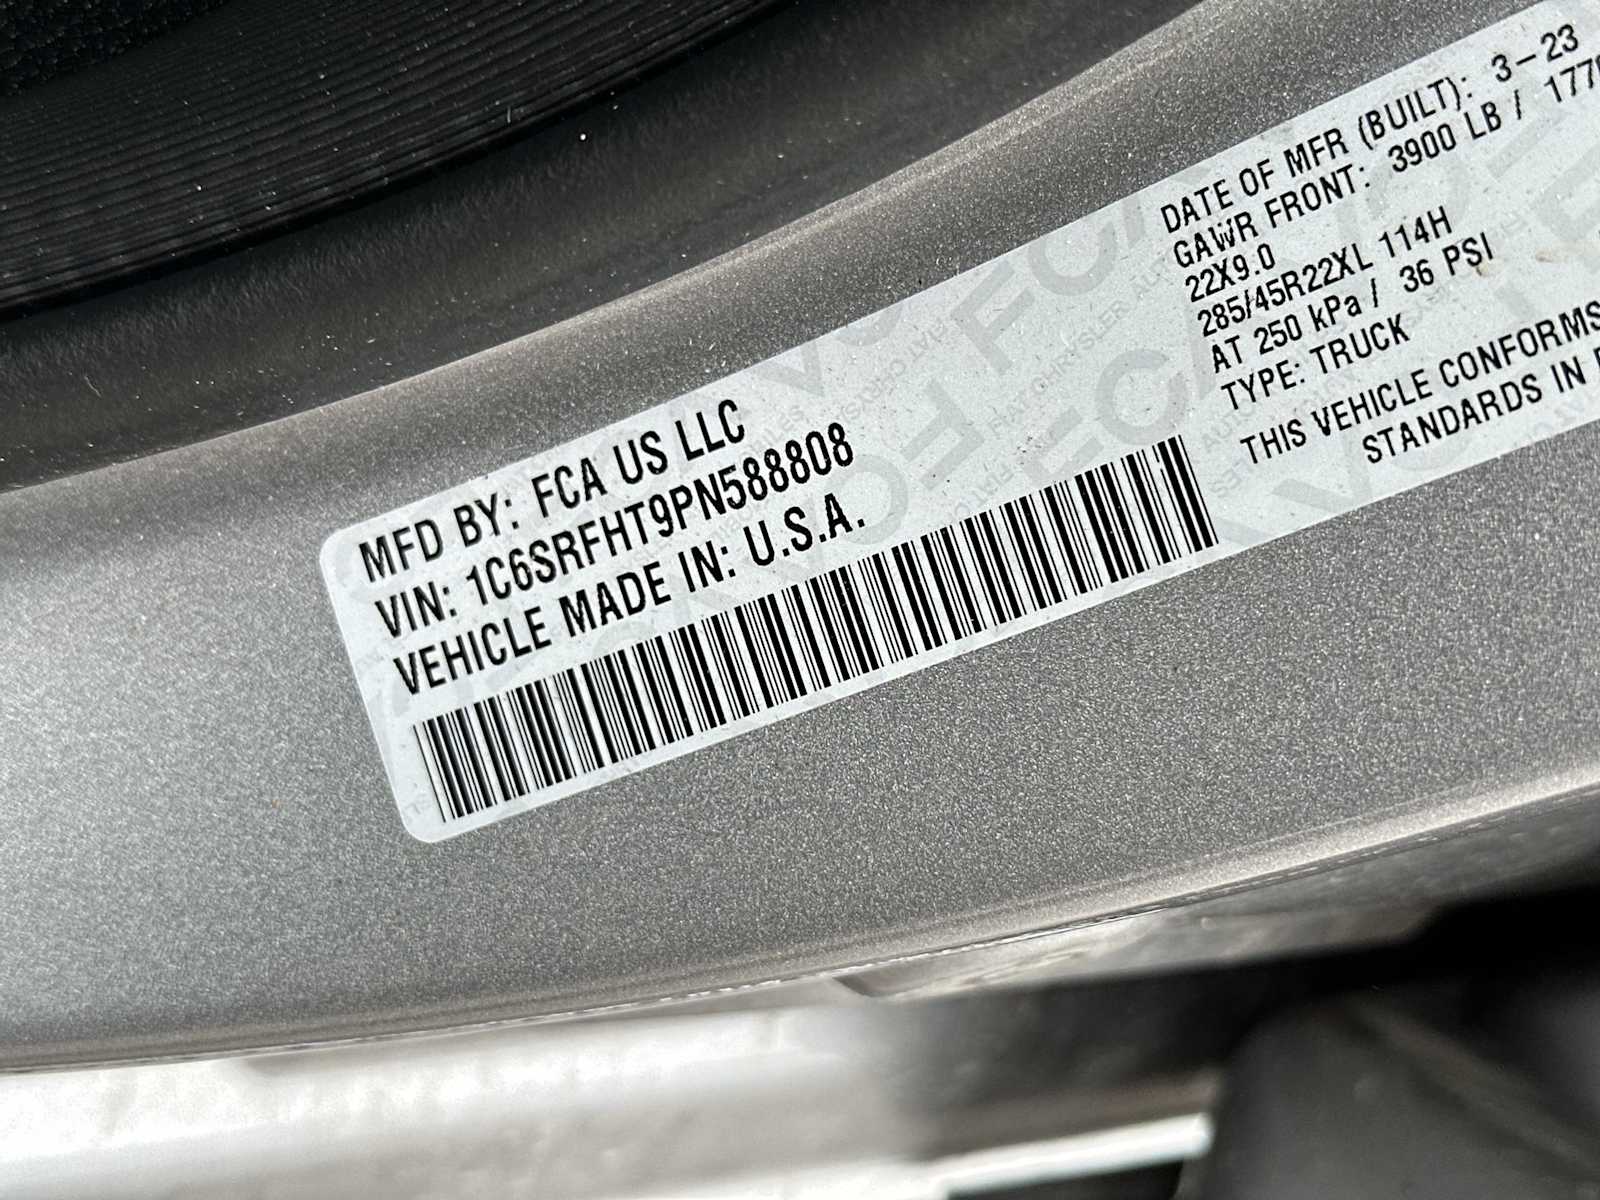 MFD BY: FCA US LLC
VIN: 1C6SRFHT9PN588808
VEHICLE MADE IN: U.S.A.
DATE OF MFR (BUILT): 3-23
GAWR FRONT: 3900 LB / 177
22X9.0
285/45R22XL 114H
AT 250 kPa / 36 PSI
TYPE: TRUCK
THIS VEHICLE CONFORMS
STANDARDS IN